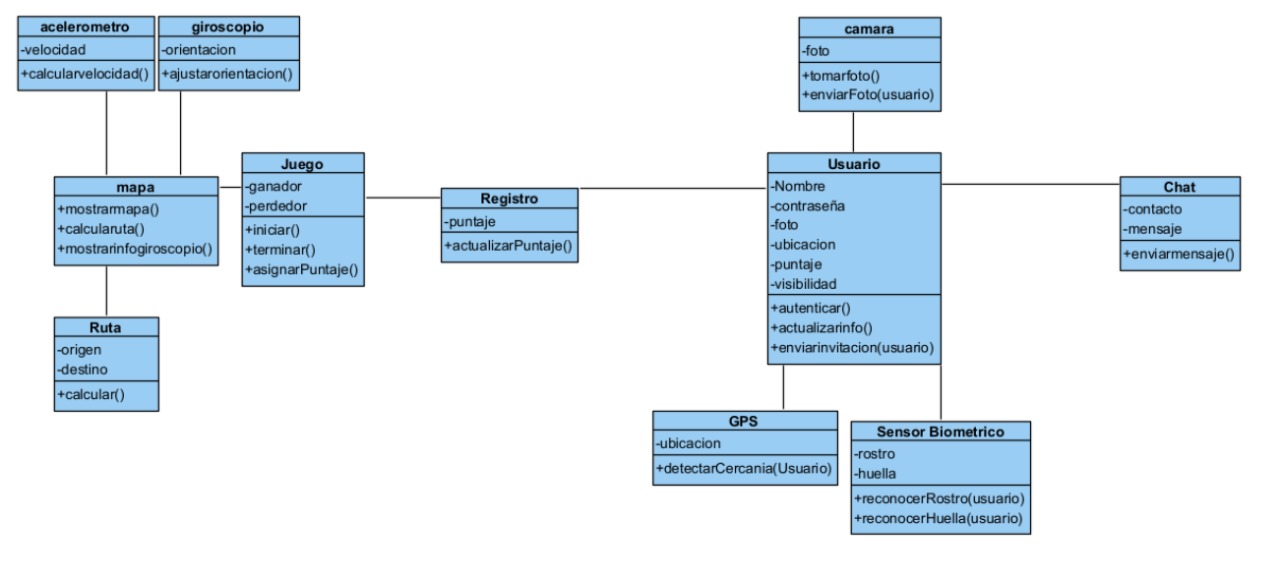 acelerometro
-velocidad
+calcularvelocidad()
giroscopio
-orientacion
+ajustarorientacion()
camara
-foto
+tomarfoto()
+enviarFoto(usuario)
mapa
+mostrarmapa()
+calcularuta()
+mostrarinfogiroscopio()
Juego
-ganador
-perdedor
+iniciar()
+terminar()
+asignarPuntaje()
Registro
-puntaje
+actualizarPuntaje()
Usuario
-Nombre
-contraseña
-foto
-ubicacion
-puntaje
-visibilidad
+autenticar()
+actualizarinfo()
+enviarinvitacion(usuario)
Chat
-contacto
-mensaje
+enviarmensaje()
Ruta
-origen
-destino
+calcular()
GPS
-ubicacion
+detectarCercania(Usuario)
Sensor Biometrico
-rostro
-huella
+reconocerRostro(usuario)
+reconocerHuella(usuario)